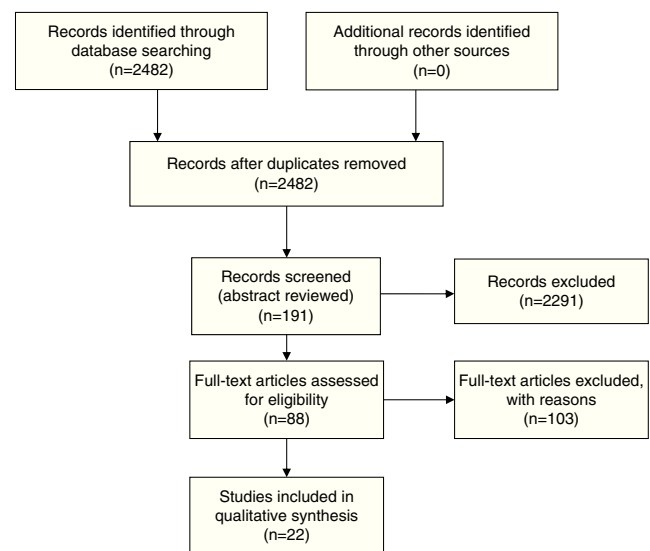 Records identified through
database searching
(n=2482)
Additional records identified
through other sources
(n=0)
Records after duplicates removed
(n=2482)
Records screened
(abstract reviewed)
(n=191)
Records excluded
(n=2291)
Full-text articles assessed
for eligibility
(n=88)
Full-text articles excluded,
with reasons
(n=103)
Studies included in
qualitative synthesis
(n=22)